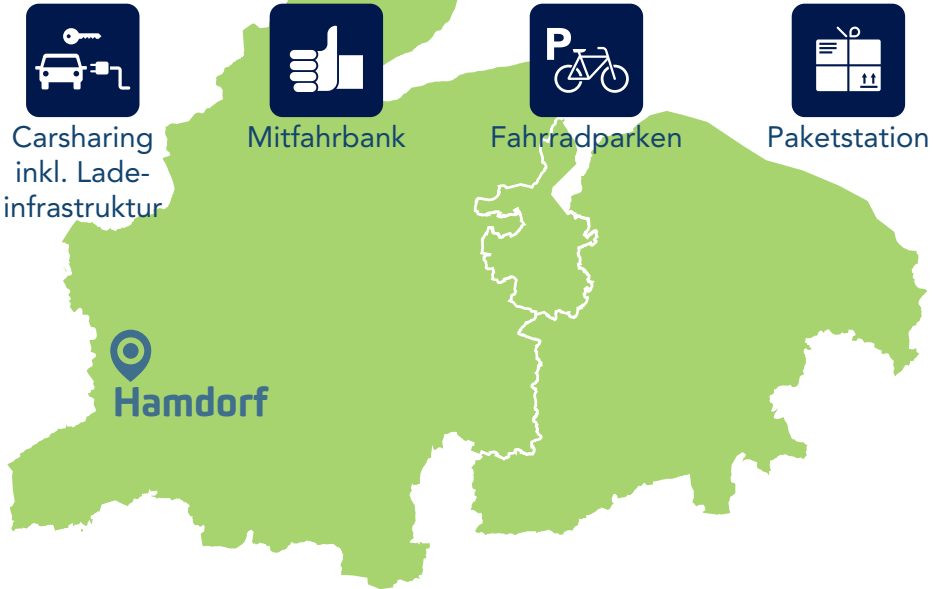 P
Carsharing
inkl. Lade-
infrastruktur
Mitfahrbank
Fahrradparken
Paketstation
Hamdorf